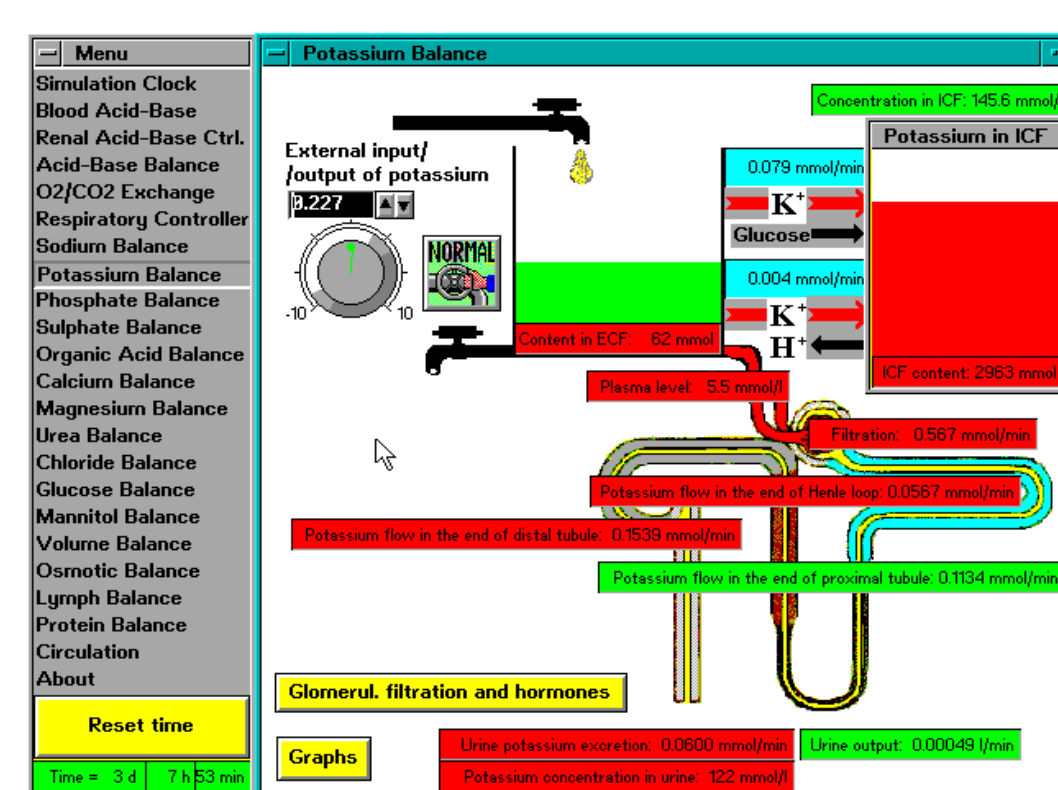 Menu
Simulation Clock
Blood Acid-Base
Renal Acid-Base Ctrl.
Acid-Base Balance
O2/CO2 Exchange
Respiratory Controller
Sodium Balance
Potassium Balance
Phosphate Balance
Sulphate Balance
Organic Acid Balance
Calcium Balance
Magnesium Balance
Urea Balance
Chloride Balance
Glucose Balance
Mannitol Balance
Volume Balance
Osmotic Balance
Lymph Balance
Protein Balance
Circulation
About
Reset time
Time = 3 d 7 h 53 min
Potassium Balance
Concentration in ICF: 145.6 mmol/
Potassium in ICF
External input/
/output of potassium
0.227
NORMAL
-10 10
0.079 mmol/min
K+
Glucose
0.004 mmol/min
K+
H+
Content in ECF: 62 mmol
ICF content: 2963 mmol
Plasma level: 5.5 mmol/l
Filtration: 0.567 mmol/min
Potassium flow in the end of Henle loop: 0.0567 mmol/min
Potassium flow in the end of distal tubule: 0.1539 mmol/min
Potassium flow in the end of proximal tubule: 0.1134 mmol/min
Glomerul. filtration and hormones
Graphs
Urine potassium excretion: 0.0600 mmol/min
Urine output: 0.00049 l/min
Potassium concentration in urine: 122 mmol/l